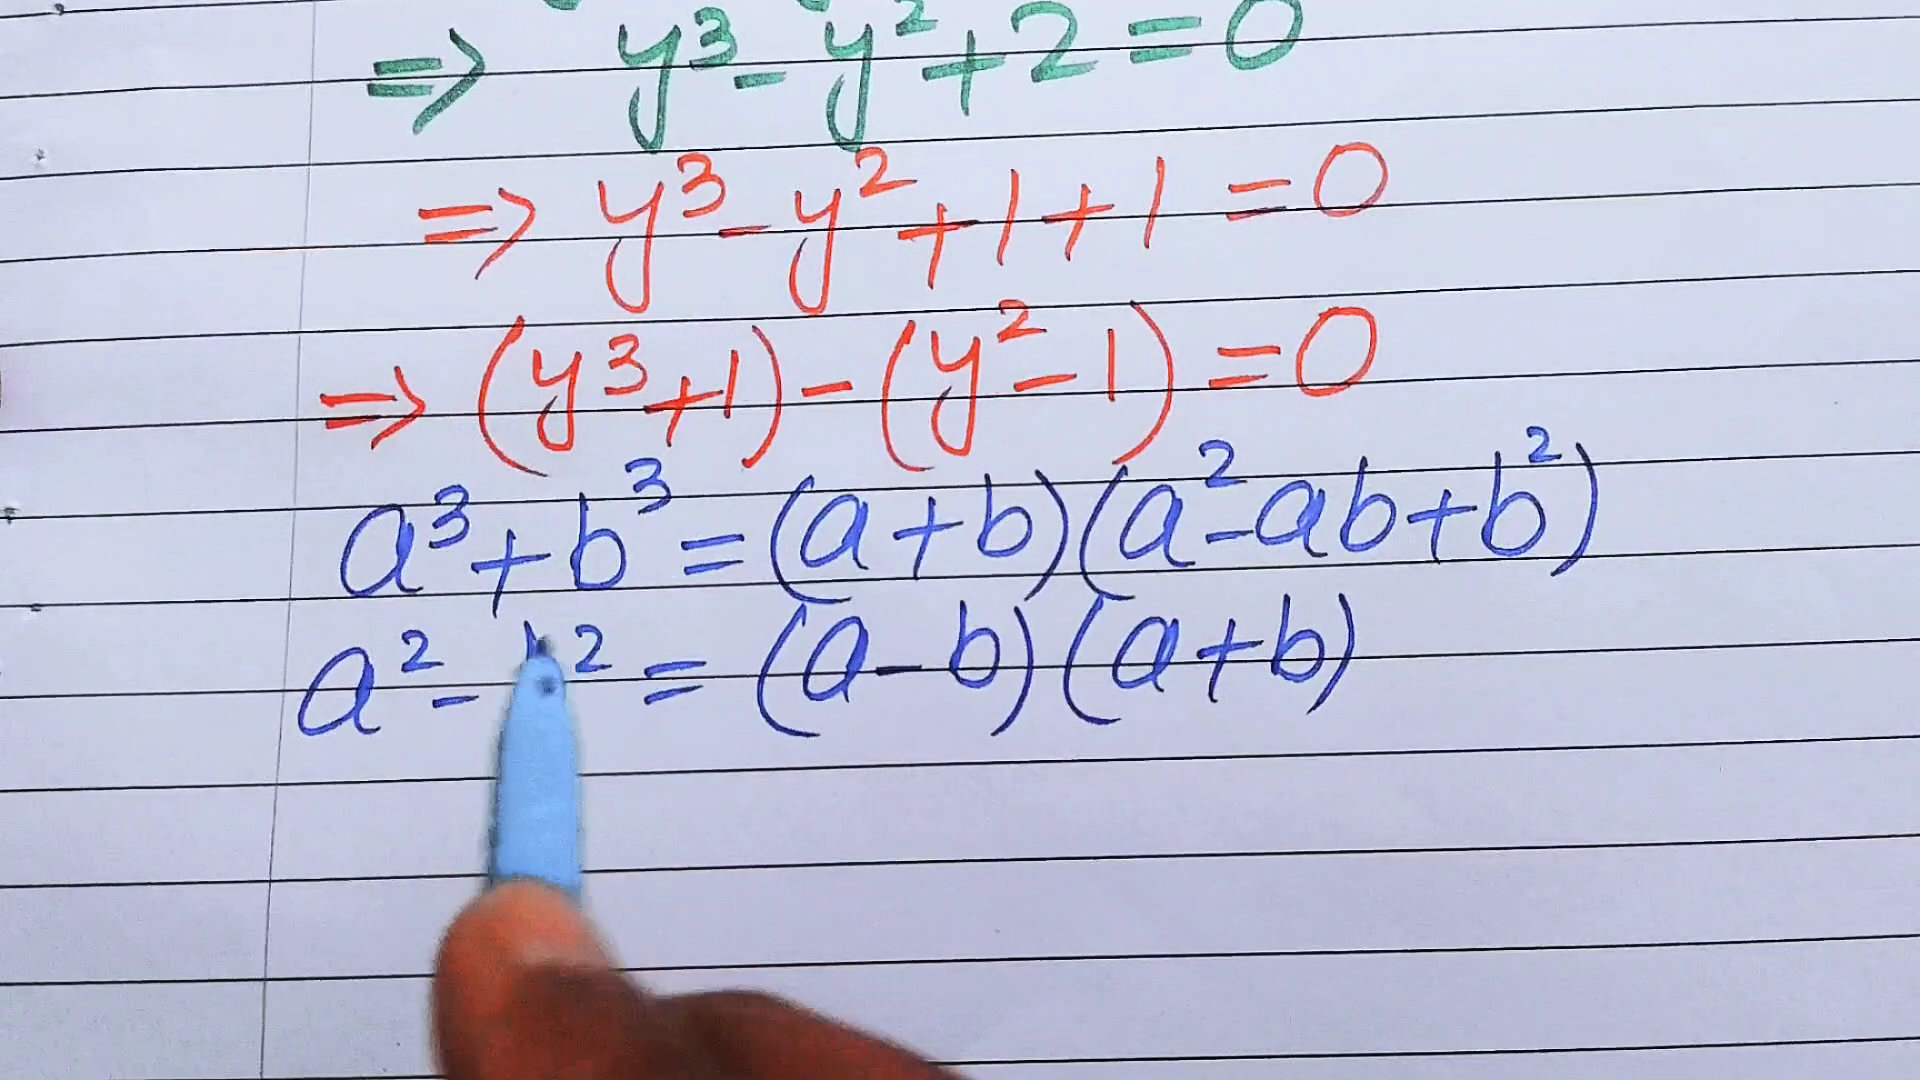 ⇒ y³ - y² + 2 = 0
⇒ y³ - y² + 1 + 1 = 0
⇒ (y³ + 1) - (y² - 1) = 0
a³ + b³ = (a + b)(a² - ab + b²)
a² - b² = (a - b)(a + b)